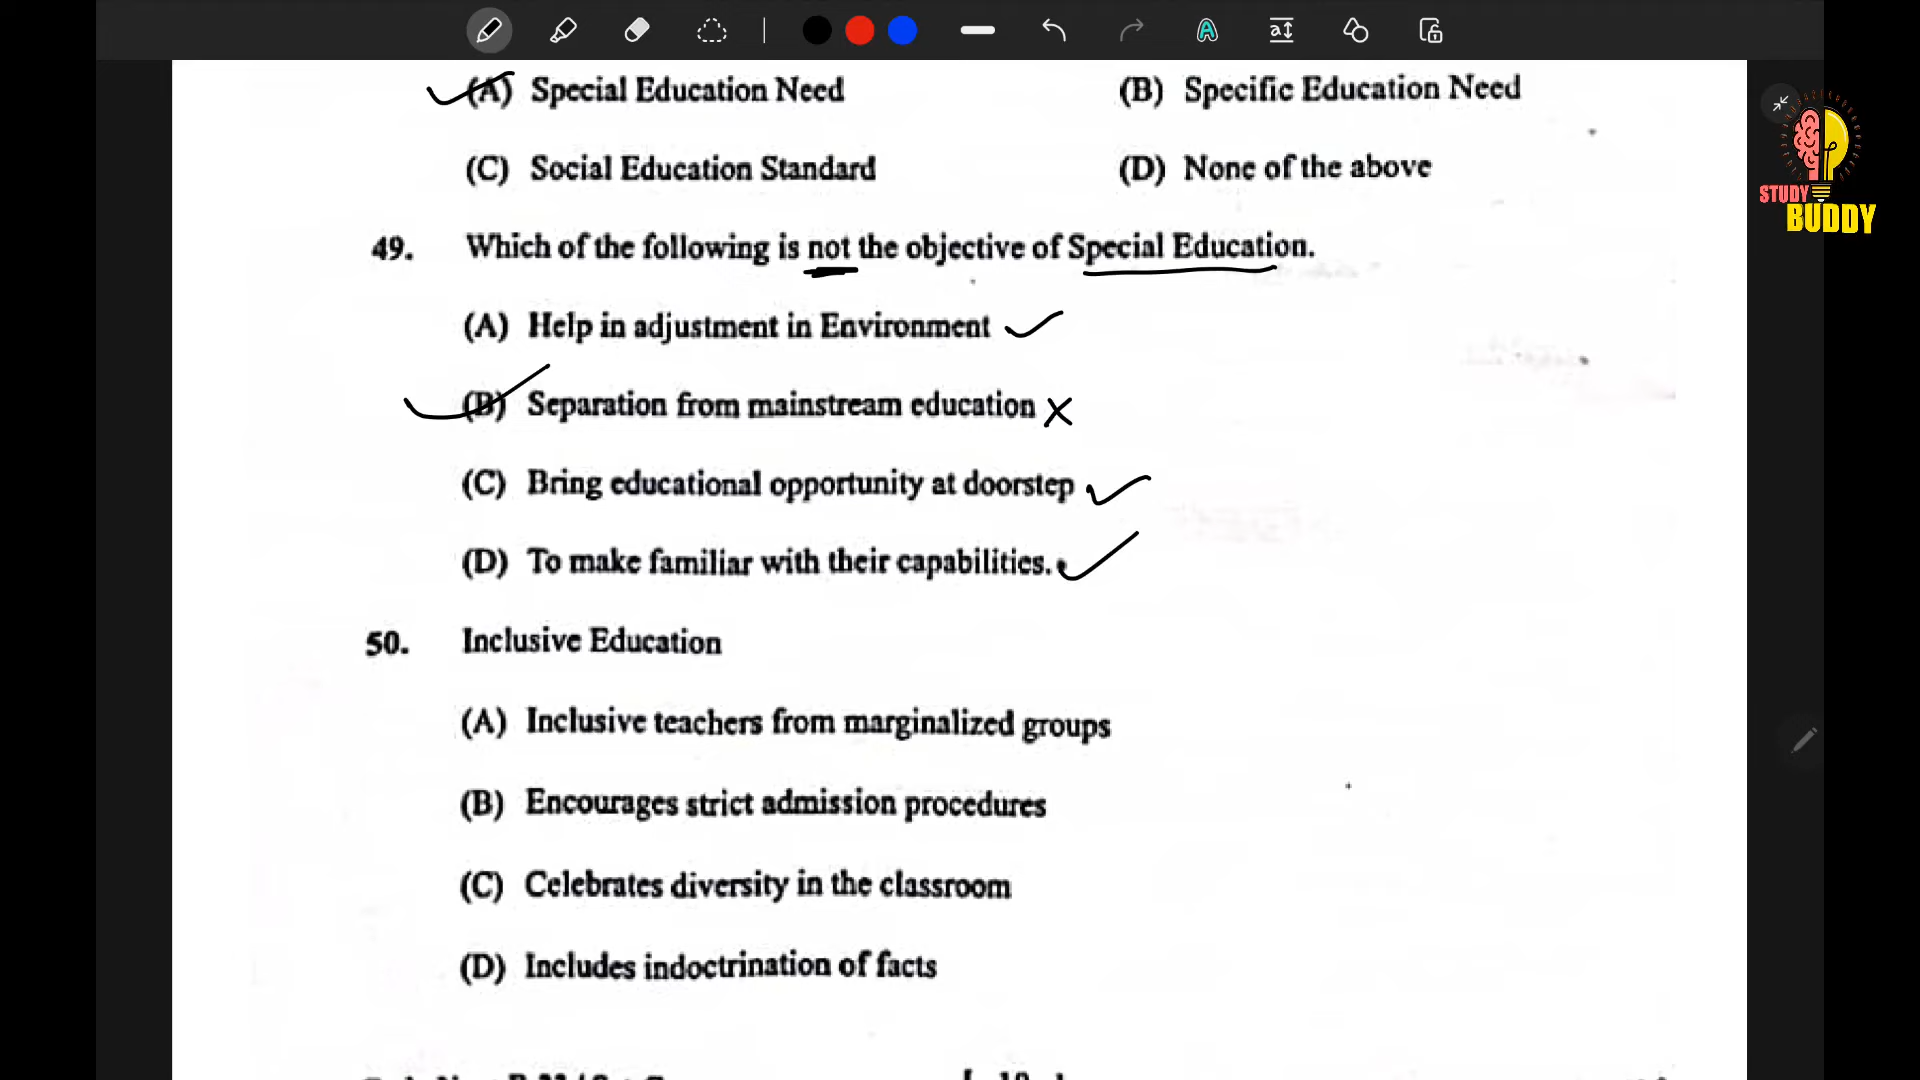 (A) Special Education Need (B) Specific Education Need
(C) Social Education Standard (D) None of the above
STUDY
BUDDY
49. Which of the following is not the objective of Special Education.
(A) Help in adjustment in Environment
(B) Separation from mainstream education
(C) Bring educational opportunity at doorstep
(D) To make familiar with their capabilities.
50. Inclusive Education
(A) Inclusive teachers from marginalized groups
(B) Encourages strict admission procedures
(C) Celebrates diversity in the classroom
(D) Includes indoctrination of facts